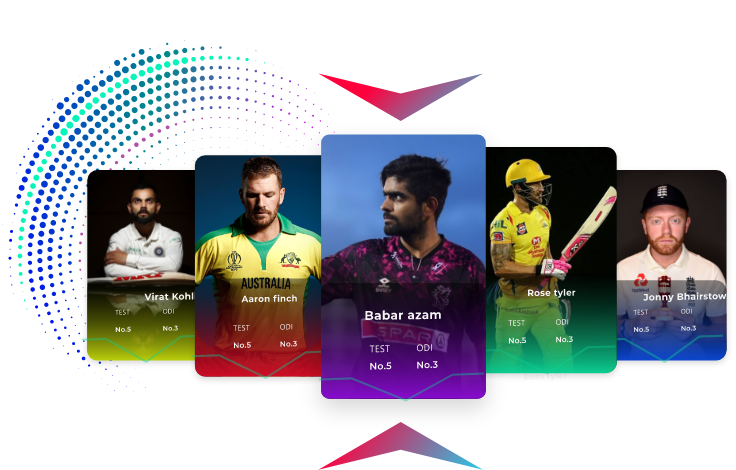 Virat Kohl
TEST
ODI
No.5
No.3
AUSTRALIA
Aaron finch
TEST
ODI
No.5
No.3
Babar azam
SPAR
TEST
ODI
No.5
No.3
Rose tyler
TEST
ODI
No.5
No.3
Jonny Bhairstow
TEST
ODI
No.5
No.3